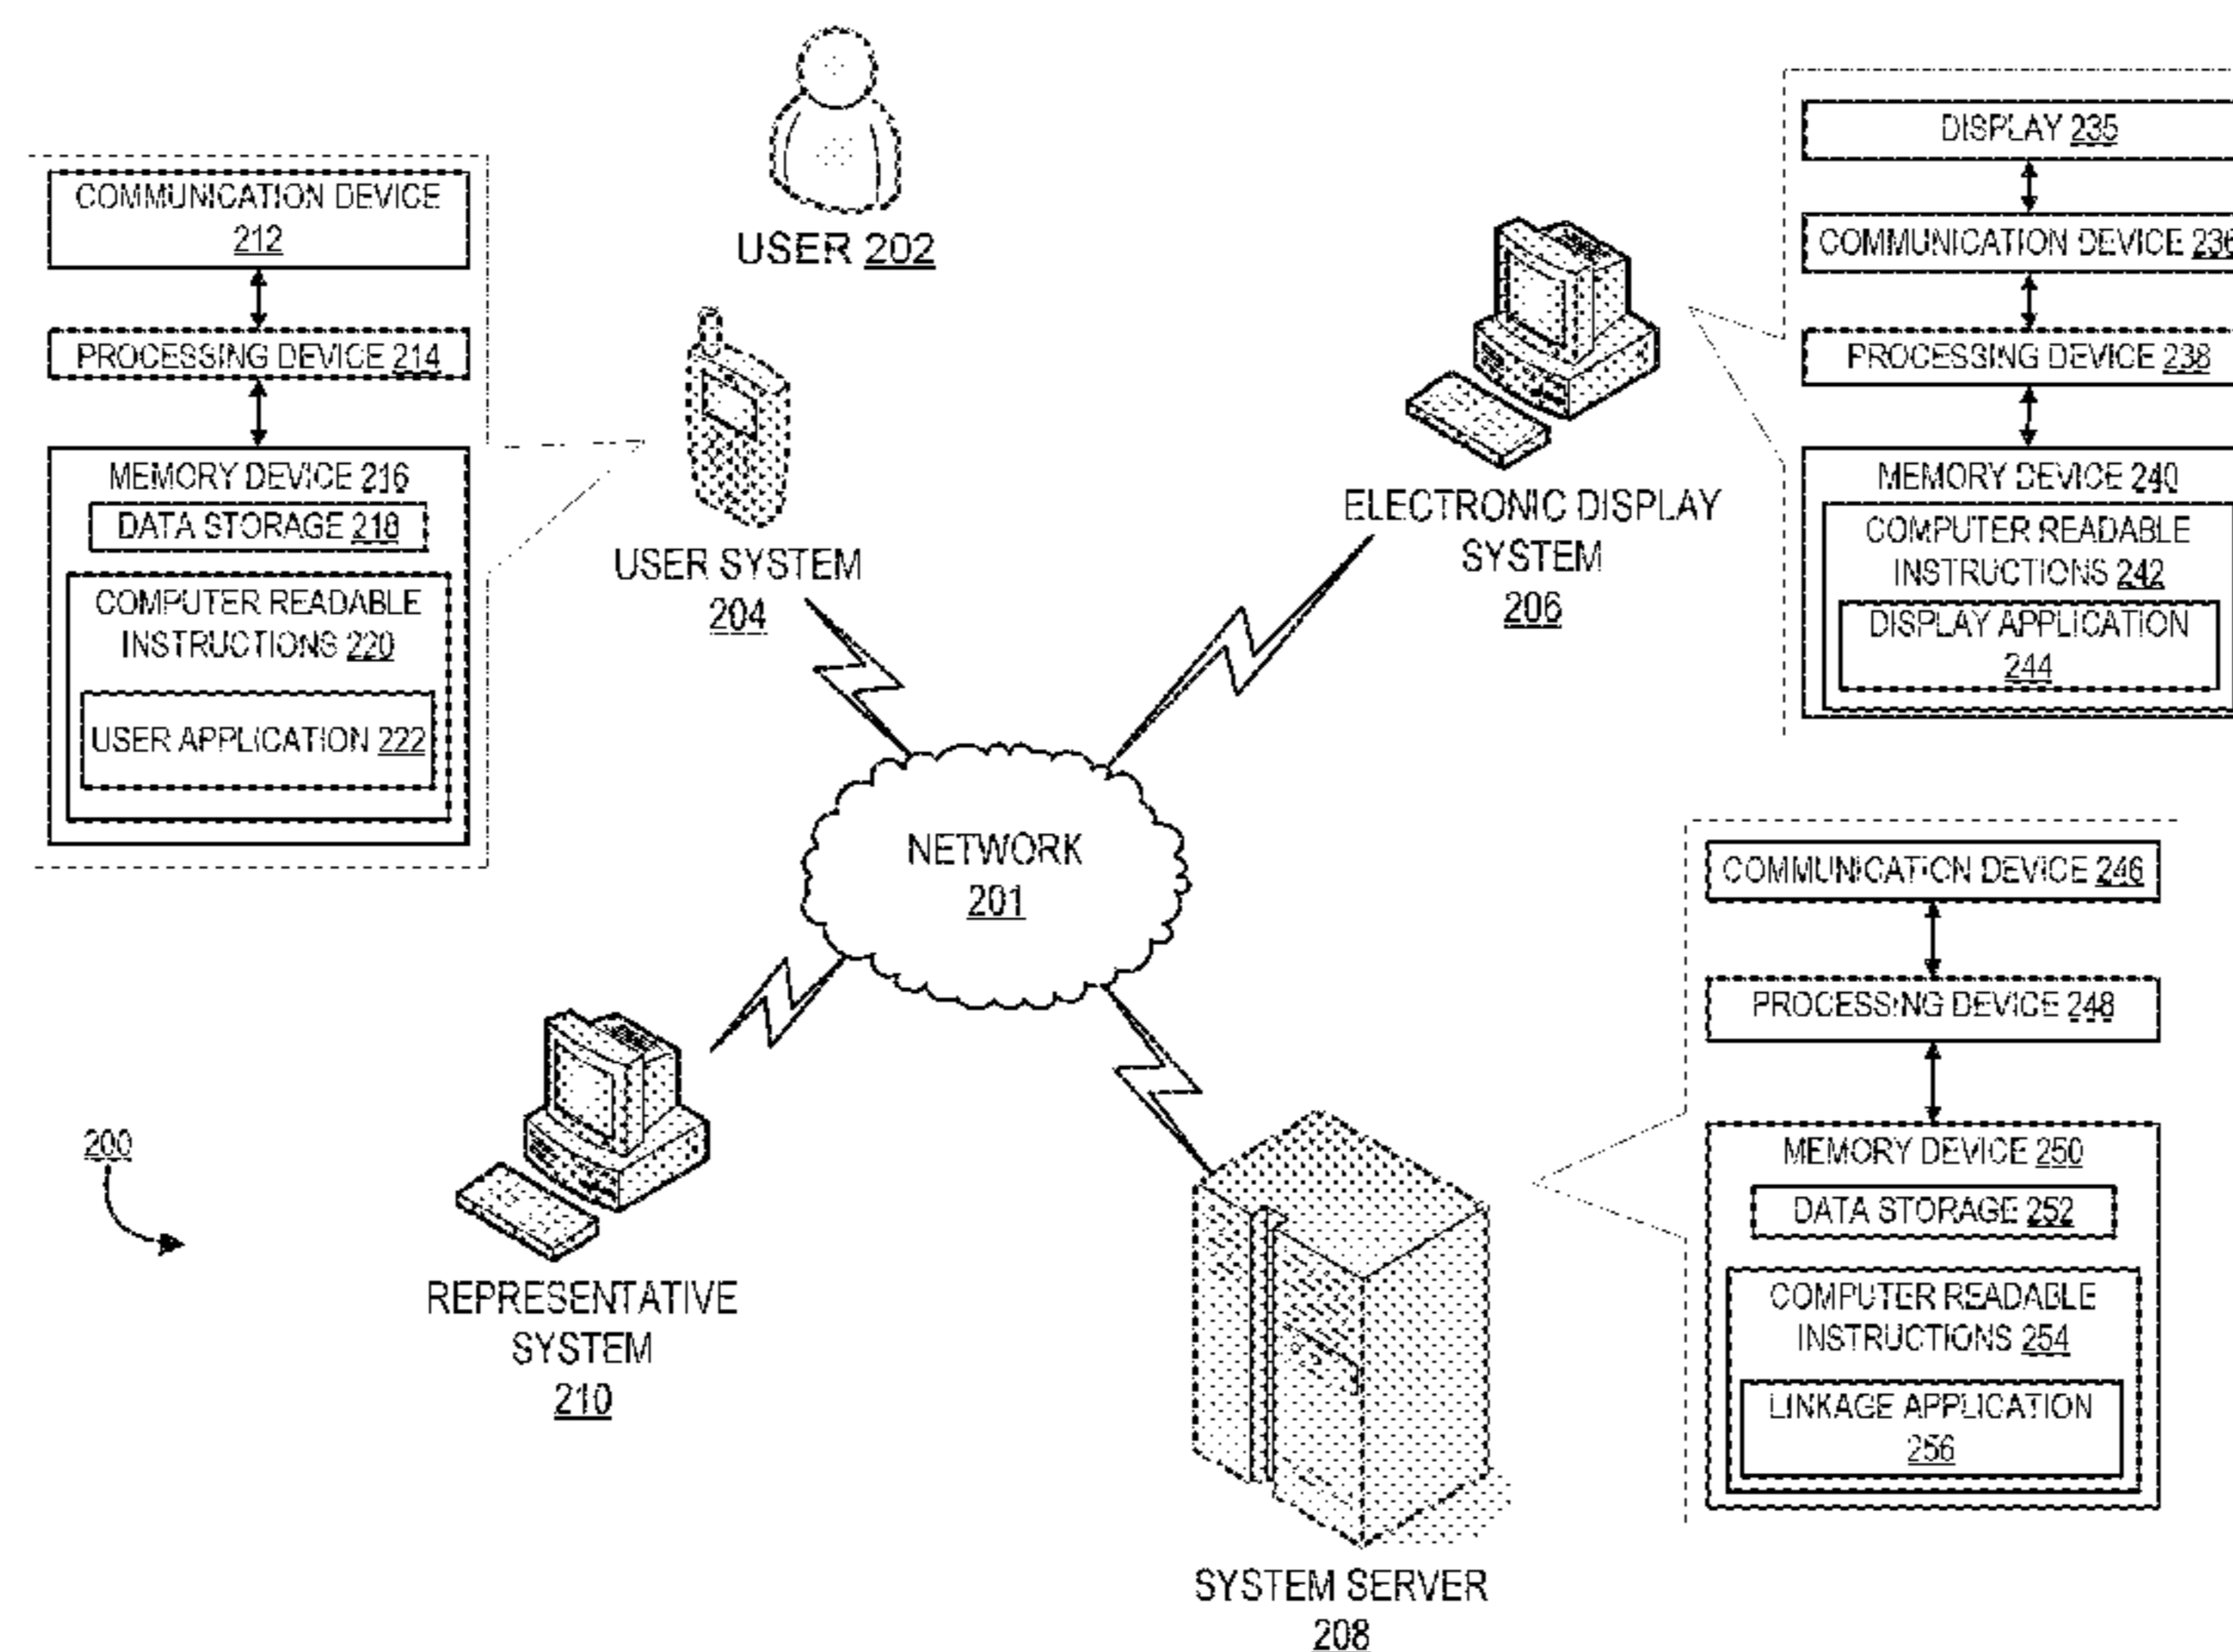 USER 202
COMMUNICATION DEVICE
212
PROCESSING DEVICE 214
MEMORY DEVICE 216
DATA STORAGE 218
COMPUTER READABLE
INSTRUCTIONS 220
USER APPLICATION 222
USER SYSTEM
204
DISPLAY 235
COMMUNICATION DEVICE 236
PROCESSING DEVICE 238
MEMORY DEVICE 240
COMPUTER READABLE
INSTRUCTIONS 242
DISPLAY APPLICATION
244
ELECTRONIC DISPLAY
SYSTEM
206
NETWORK
201
COMMUNICATION DEVICE 246
PROCESSING DEVICE 248
MEMORY DEVICE 250
DATA STORAGE 252
COMPUTER READABLE
INSTRUCTIONS 254
LINKAGE APPLICATION
256
200
REPRESENTATIVE
SYSTEM
210
SYSTEM SERVER
208